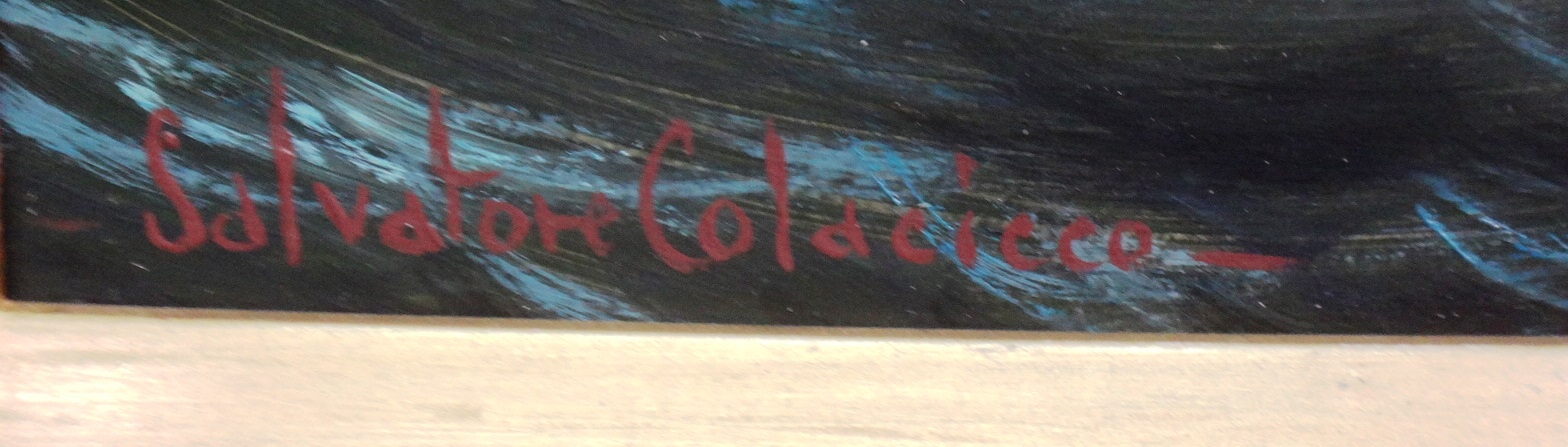 - Salvatore Colacicco -